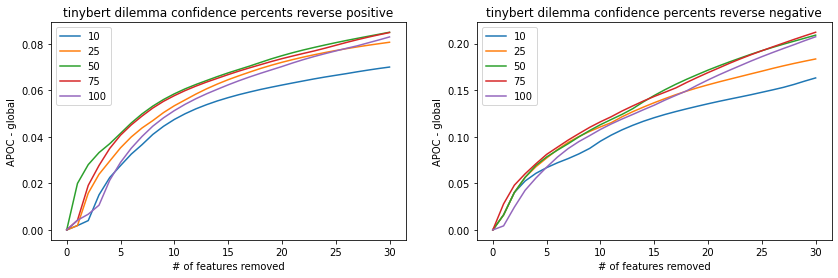 tinybert dilemma confidence percents reverse positive
10
25
50
75
100
APOC - global
0.08
0.06
0.04
0.02
0.00
0 5 10 15 20 25 30
# of features removed
tinybert dilemma confidence percents reverse negative
10
25
50
75
100
APOC - global
0.20
0.15
0.10
0.05
0.00
0 5 10 15 20 25 30
# of features removed